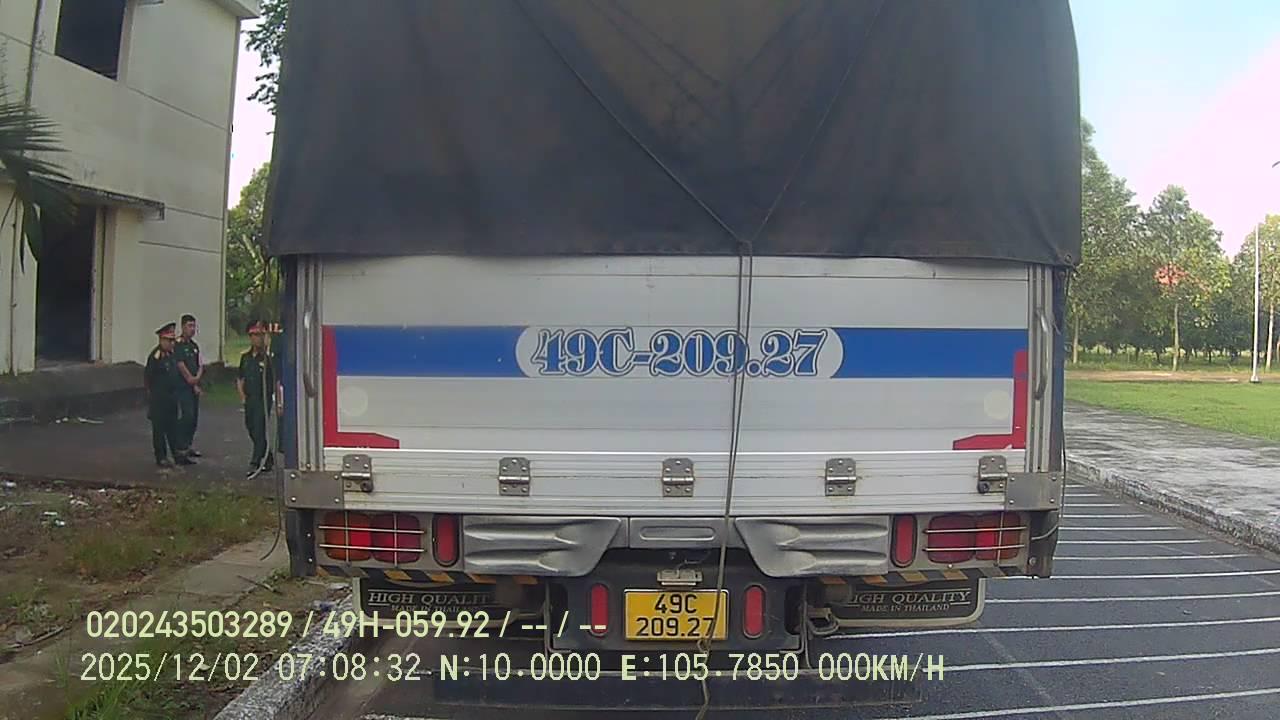 49C-209.27
HIGH QUALITY
MADE IN THAILAND
49C
209.27
HIGH QUALITY
MADE IN THAILAND
020243503289 / 49H-059.92 / -- / --
2025/12/02 07:08:32 N:10.0000 E:105.7850 000KM/H